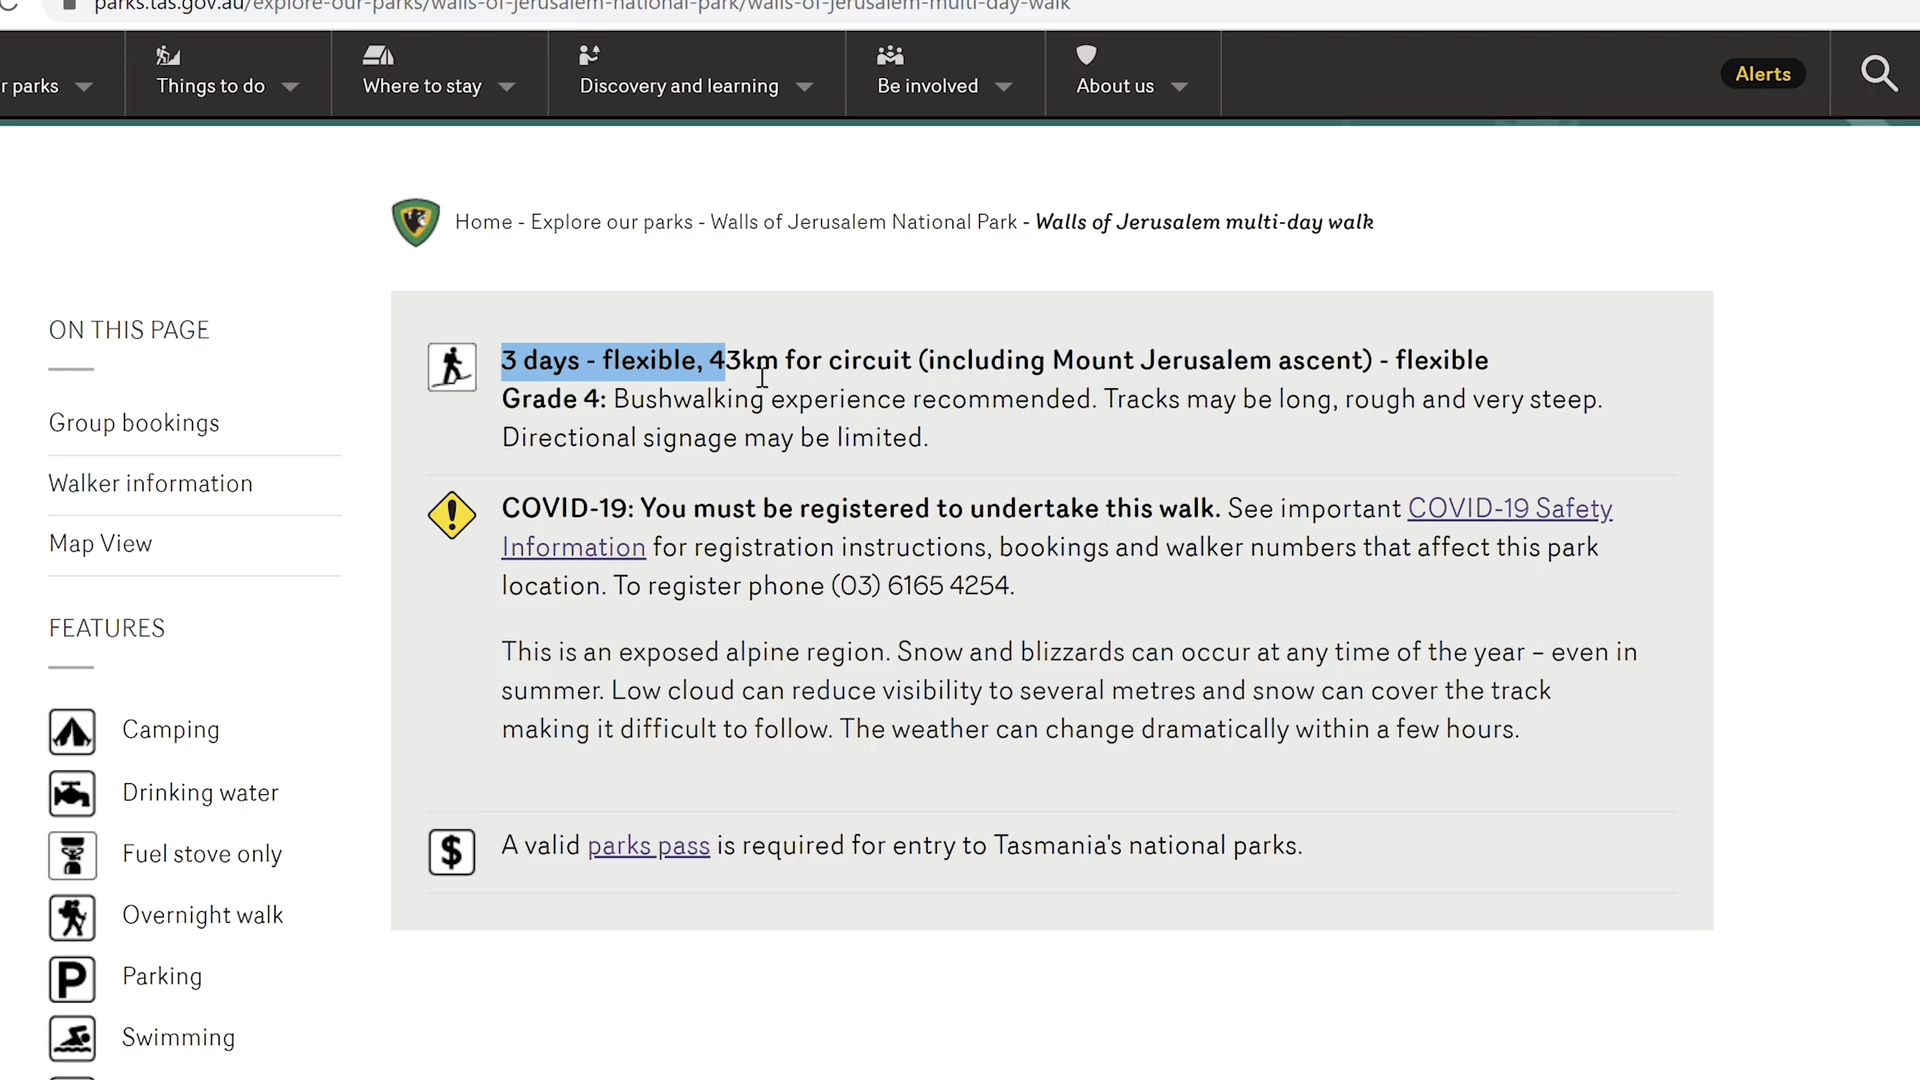 parks.tas.gov.au/explore-our-parks/walls-of-jerusalem-national-park/walls-of-jerusalem-multi-day-walk
r parks
Things to do
Where to stay
Discovery and learning
Be involved
About us
Alerts
Home - Explore our parks - Walls of Jerusalem National Park - Walls of Jerusalem multi-day walk
ON THIS PAGE
Group bookings
Walker information
Map View
FEATURES
Camping
Drinking water
Fuel stove only
Overnight walk
P
Parking
Swimming
3 days - flexible, 43km for circuit (including Mount Jerusalem ascent) - flexible
Grade 4: Bushwalking experience recommended. Tracks may be long, rough and very steep.
Directional signage may be limited.
COVID-19: You must be registered to undertake this walk. See important COVID-19 Safety
Information for registration instructions, bookings and walker numbers that affect this park
location. To register phone (03) 6165 4254.
This is an exposed alpine region. Snow and blizzards can occur at any time of the year – even in
summer. Low cloud can reduce visibility to several metres and snow can cover the track
making it difficult to follow. The weather can change dramatically within a few hours.
$
A valid parks pass is required for entry to Tasmania's national parks.